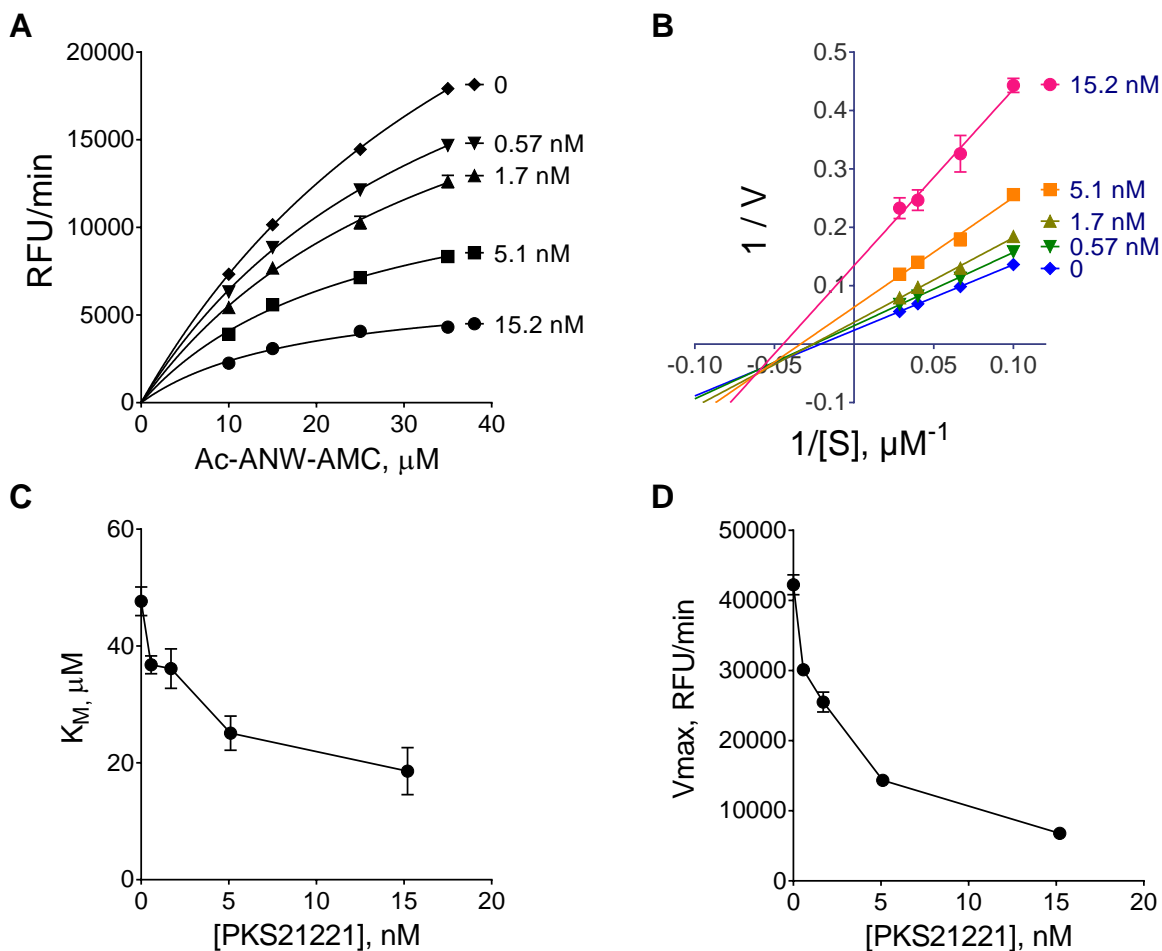 A
RFU/min
20000
15000
10000
5000
0
0
10
20
30
40
Ac-ANW-AMC, μM
0
0.57 nM
1.7 nM
5.1 nM
15.2 nM
B
1 / V
0.5
0.4
0.3
0.2
0.1
-0.1
-0.10
-0.05
0.05
0.10
1/[S], μM-1
15.2 nM
5.1 nM
1.7 nM
0.57 nM
0
C
KM, μM
60
40
20
0
0
5
10
15
20
[PKS21221], nM
D
Vmax, RFU/min
50000
40000
30000
20000
10000
0
0
5
10
15
20
[PKS21221], nM